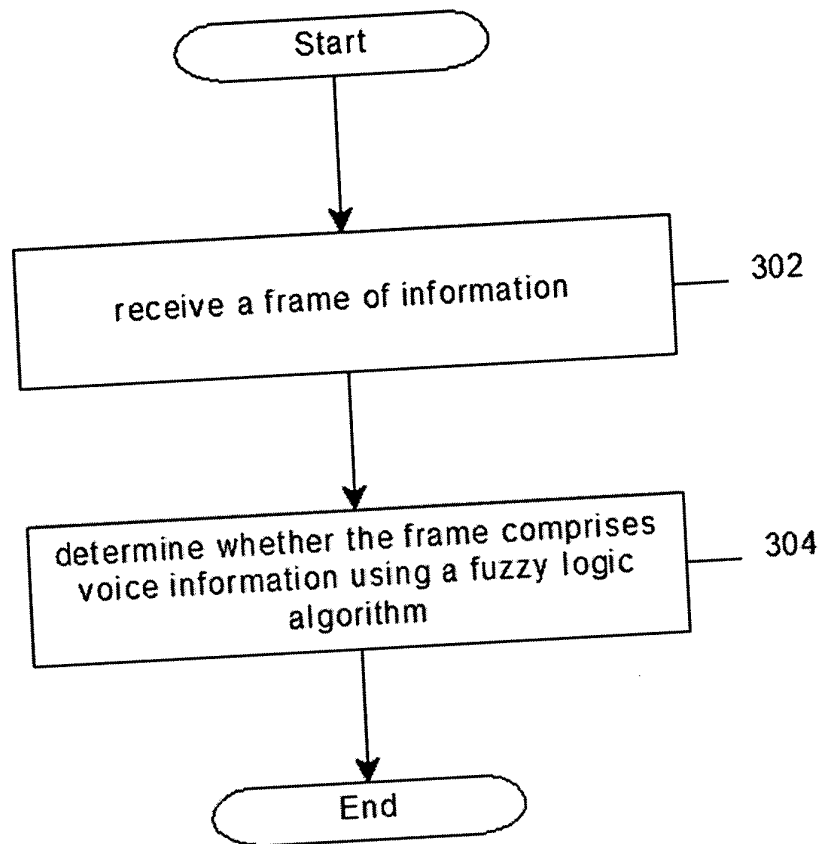 Start
receive a frame of information
302
determine whether the frame comprises
voice information using a fuzzy logic
algorithm
304
End